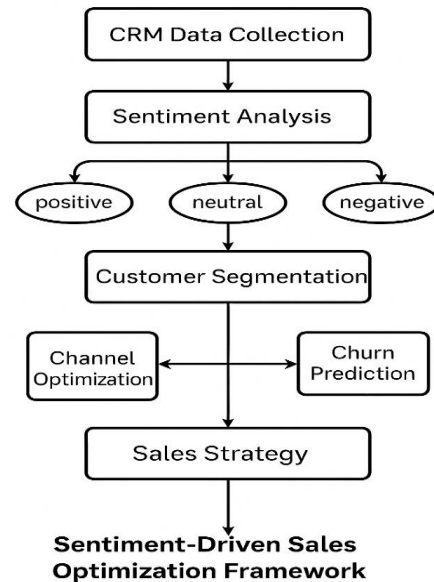 CRM Data Collection
Sentiment Analysis
positive
neutral
negative
Customer Segmentation
Channel
Optimization
Churn
Prediction
Sales Strategy
Sentiment-Driven Sales
Optimization Framework